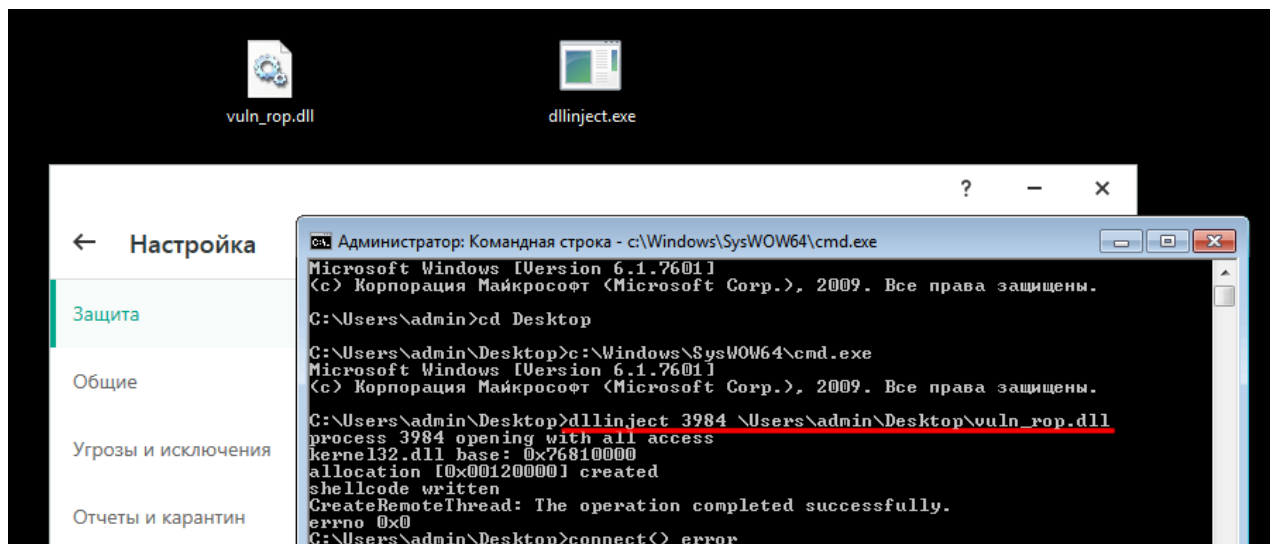 vuln_rop.dll
dllinject.exe
?
Настройка
Администратор: Командная строка - c:\Windows\SysWOW64\cmd.exe
Microsoft Windows [Version 6.1.7601]
(c) Корпорация Майкрософт (Microsoft Corp.), 2009. Все права защищены.
Защита
C:\Users\admin>cd Desktop
C:\Users\admin\Desktop>c:\Windows\SysWOW64\cmd.exe
Microsoft Windows [Version 6.1.7601]
Общие
(c) Корпорация Майкрософт (Microsoft Corp.), 2009. Все права защищены.
C:\Users\admin\Desktop>dllinject 3984 \Users\admin\Desktop\vuln_rop.dll
process 3984 opening with all access
Угрозы и исключения
kernel32.dll base: 0x76810000
allocation [0x00120000] created
shellcode written
CreateRemoteThread: The operation completed successfully.
Отчеты и карантин
errno 0x0
C:\Users\admin\Desktop>connect() error